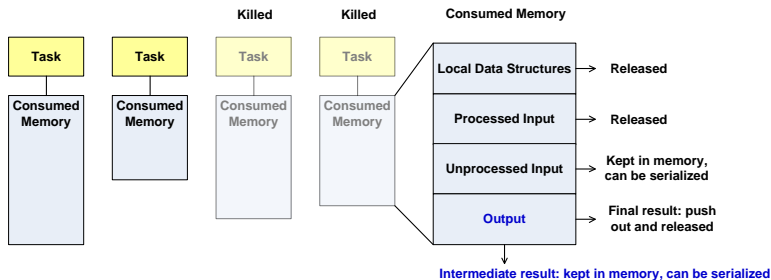 Killed
Killed
Consumed Memory
Task
Task
Task
Task
Consumed
Memory
Consumed
Memory
Consumed
Memory
Consumed
Memory
Local Data Structures
Released
Processed Input
Released
Unprocessed Input
Kept in memory,
can be serialized
Output
Final result: push
out and released
Intermediate result: kept in memory, can be serialized